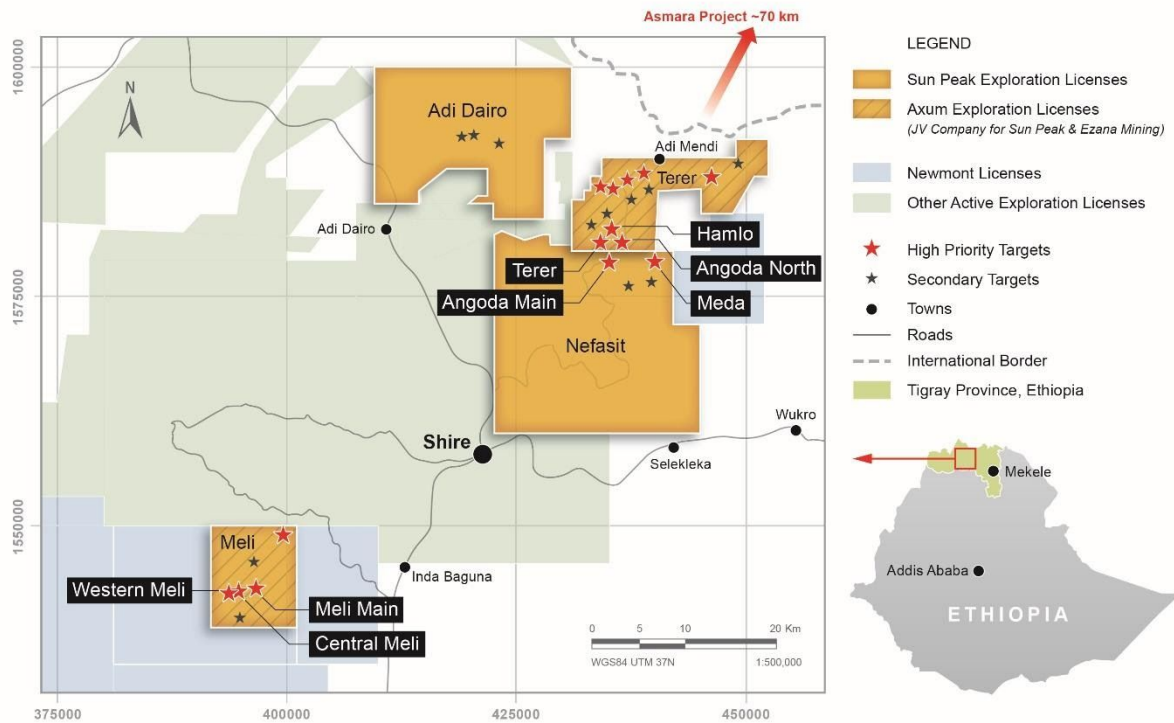 Asmara Project ~70 km
1600000
1575000
1550000
N
Adi Dairo
Adi Mendi
Terer
Adi Dairo
Hamlo
Terer
Angoda North
Angoda Main
Meda
Nefasit
Wukro
Shire
Selekleka
Meli
Inda Baguna
Western Meli
Meli Main
Central Meli
0 5 10 20 Km
WGS84 UTM 37N 1:500,000
375000 400000 425000 450000
LEGEND
Sun Peak Exploration Licenses
Axum Exploration Licenses
(JV Company for Sun Peak & Ezana Mining)
Newmont Licenses
Other Active Exploration Licenses
High Priority Targets
Secondary Targets
Towns
Roads
International Border
Tigray Province, Ethiopia
Mekele
Addis Ababa
ETHIOPIA